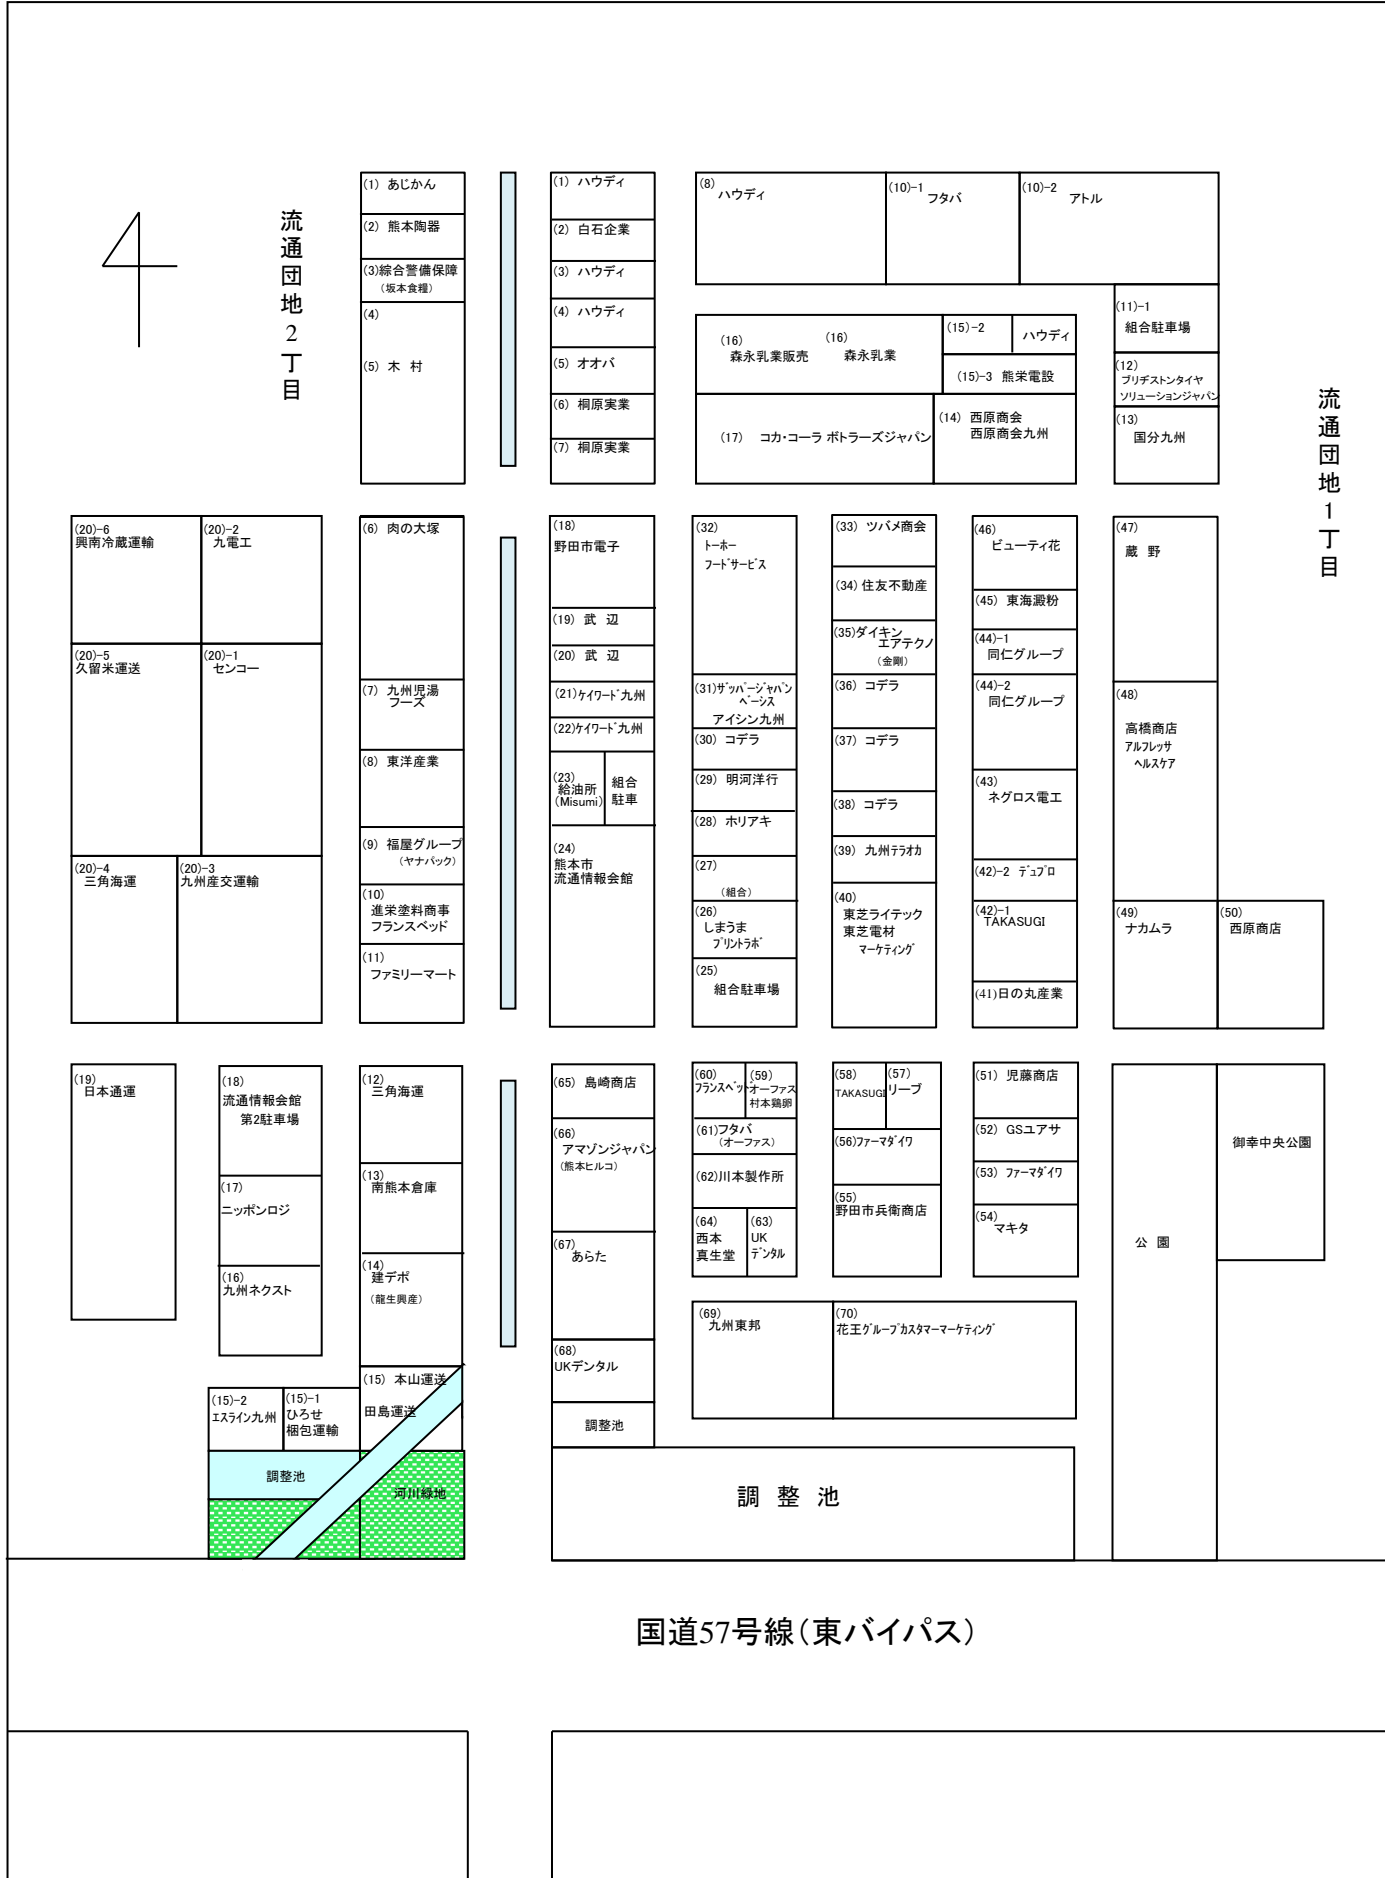 流通団地2丁目
(1) あじかん
(2) 熊本陶器
(3)綜合警備保障
(坂本食糧)
(4)
(5) 木 村
(1) ハウディ
(2) 白石企業
(3) ハウディ
(4) ハウディ
(5) オオバ
(6) 桐原実業
(7) 桐原実業
(8)
ハウディ
(10)-1
フタバ
(10)-2
アトル
(16)
森永乳業販売
(16)
森永乳業
(15)-2
ハウディ
(15)-3 熊栄電設
(17) コカ・コーラ ボトラーズジャパン
(14) 西原商会
西原商会九州
(11)-1
組合駐車場
(12)
ブリヂストンタイヤ
ソリューションジャパン
(13)
国分九州
流通団地1丁目
(20)-6
興南冷蔵運輸
(20)-2
九電工
(20)-5
久留米運送
(20)-1
センコー
(20)-4
三角海運
(20)-3
九州産交運輸
(6) 肉の大塚
(7) 九州児湯
フーズ
(8) 東洋産業
(9) 福屋グループ
(ヤナパック)
(10)
進栄塗料商事
フランスベッド
(11)
ファミリーマート
(18)
野田市電子
(19) 武 辺
(20) 武 辺
(21)ケイワード九州
(22)ケイワード九州
(23)
給油所
(Misumi)
組合
駐車
(24)
熊本市
流通情報会館
(32)
トーホー
フードサービス
(31)ザッパージャパン
ベーシス
アイシン九州
(30) コデラ
(29) 明河洋行
(28) ホリアキ
(27)
(組合)
(26)
しまうま
プリントラボ
(25)
組合駐車場
(33) ツバメ商会
(34) 住友不動産
(35)ダイキン
エアテクノ
(金剛)
(36) コデラ
(37) コデラ
(38) コデラ
(39) 九州テラオカ
(40)
東芝ライテック
東芝電材
マーケティング
(46)
ビューティ花
(45) 東海澱粉
(44)-1
同仁グループ
(44)-2
同仁グループ
(43)
ネグロス電工
(42)-2 デュプロ
(42)-1
TAKASUGI
(41)日の丸産業
(47)
蔵 野
(48)
高橋商店
アルフレッサ
ヘルスケア
(49)
ナカムラ
(50)
西原商店
(19)
日本通運
(18)
流通情報会館
第2駐車場
(17)
ニッポンロジ
(16)
九州ネクスト
(12)
三角海運
(13)
南熊本倉庫
(14)
建デポ
(龍生興産)
(15) 本山運送
田島運送
(15)-2
エスライン九州
(15)-1
ひろせ
梱包運輸
調整池
河川緑地
(65) 島崎商店
(66)
アマゾンジャパン
(熊本ヒルコ)
(67)
あらた
(68)
UKデンタル
調整池
(60)
フランスベッド
(59)
オーファス
村本鶏卵
(61)フタバ
(オーファス)
(62)川本製作所
(64)
西本
真生堂
(63)
UK
デンタル
(58)
TAKASUGI
(57)
リーブ
(56)ファーマダイワ
(55)
野田市兵衛商店
(51) 児藤商店
(52) GSユアサ
(53) ファーマダイワ
(54)
マキタ
(69)
九州東邦
(70)
花王グループカスタマーマーケティング
公 園
御幸中央公園
調 整 池
国道57号線(東バイパス)